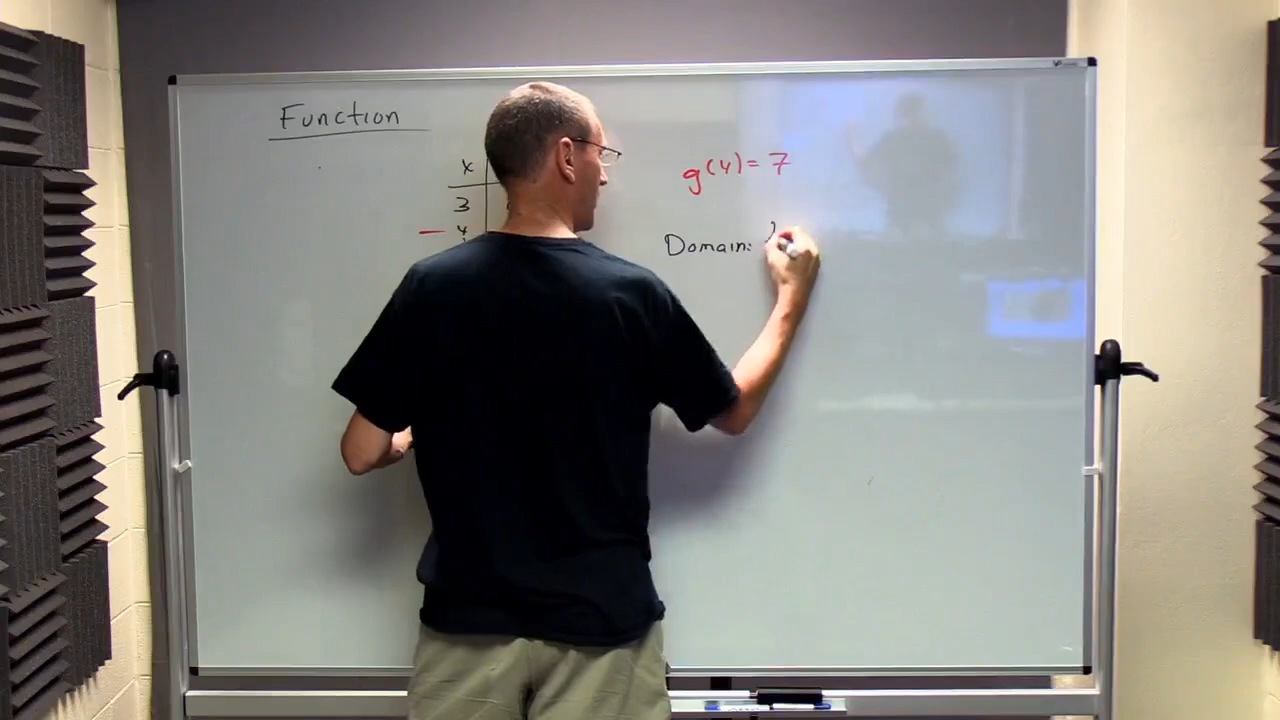 Function
x
g(4) = 7
3
4
Domain: